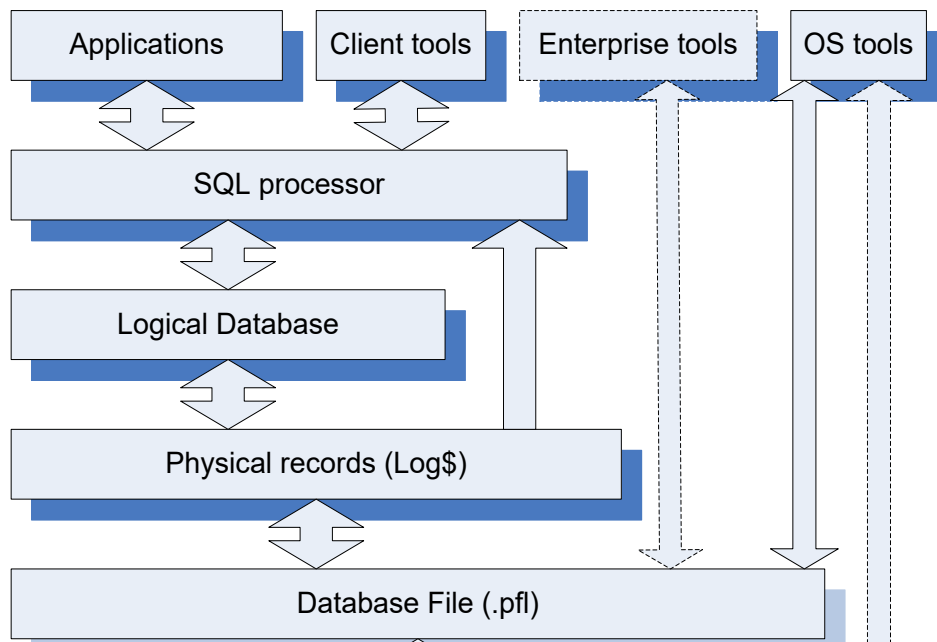 Applications
Client tools
Enterprise tools
OS tools
SQL processor
Logical Database
Physical records (Log$)
Database File (.pfl)